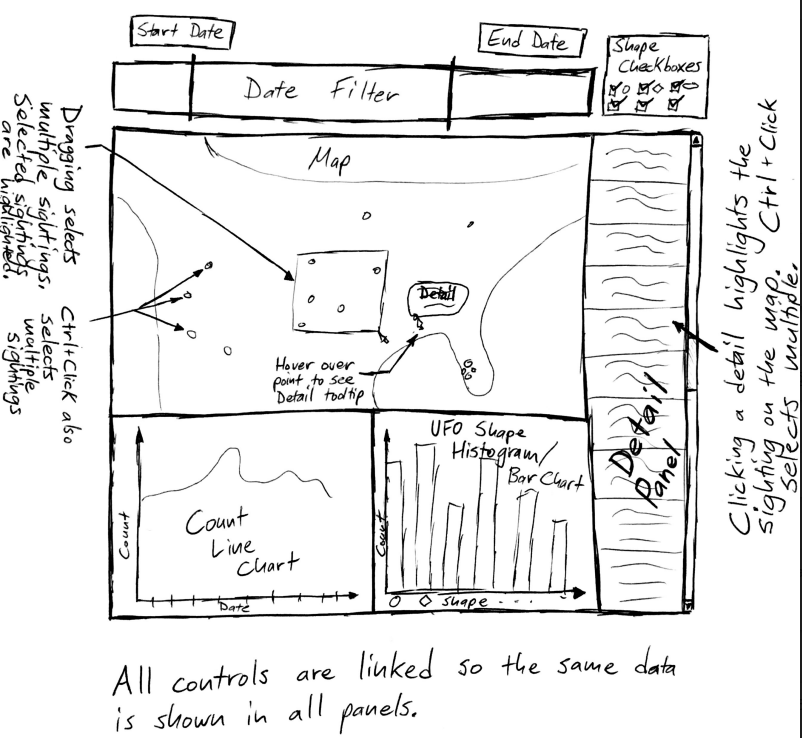 Start Date
End Date
Shape
Checkboxes
Date Filter
Map
Dragging selects
multiple sightings.
Selected sightings
are highlighted.
Ctrl+Click also
selects
multiple
sightings
Detail
Hover over
point to see
Detail tooltip
Clicking a detail highlights the
sighting on the map. Ctrl+Click
selects multiple.
Detail
Panel
Count
Count
Line
Chart
Date
UFO Shape
Histogram/
Bar Chart
Count
Shape ...
All controls are linked so the same data
is shown in all panels.